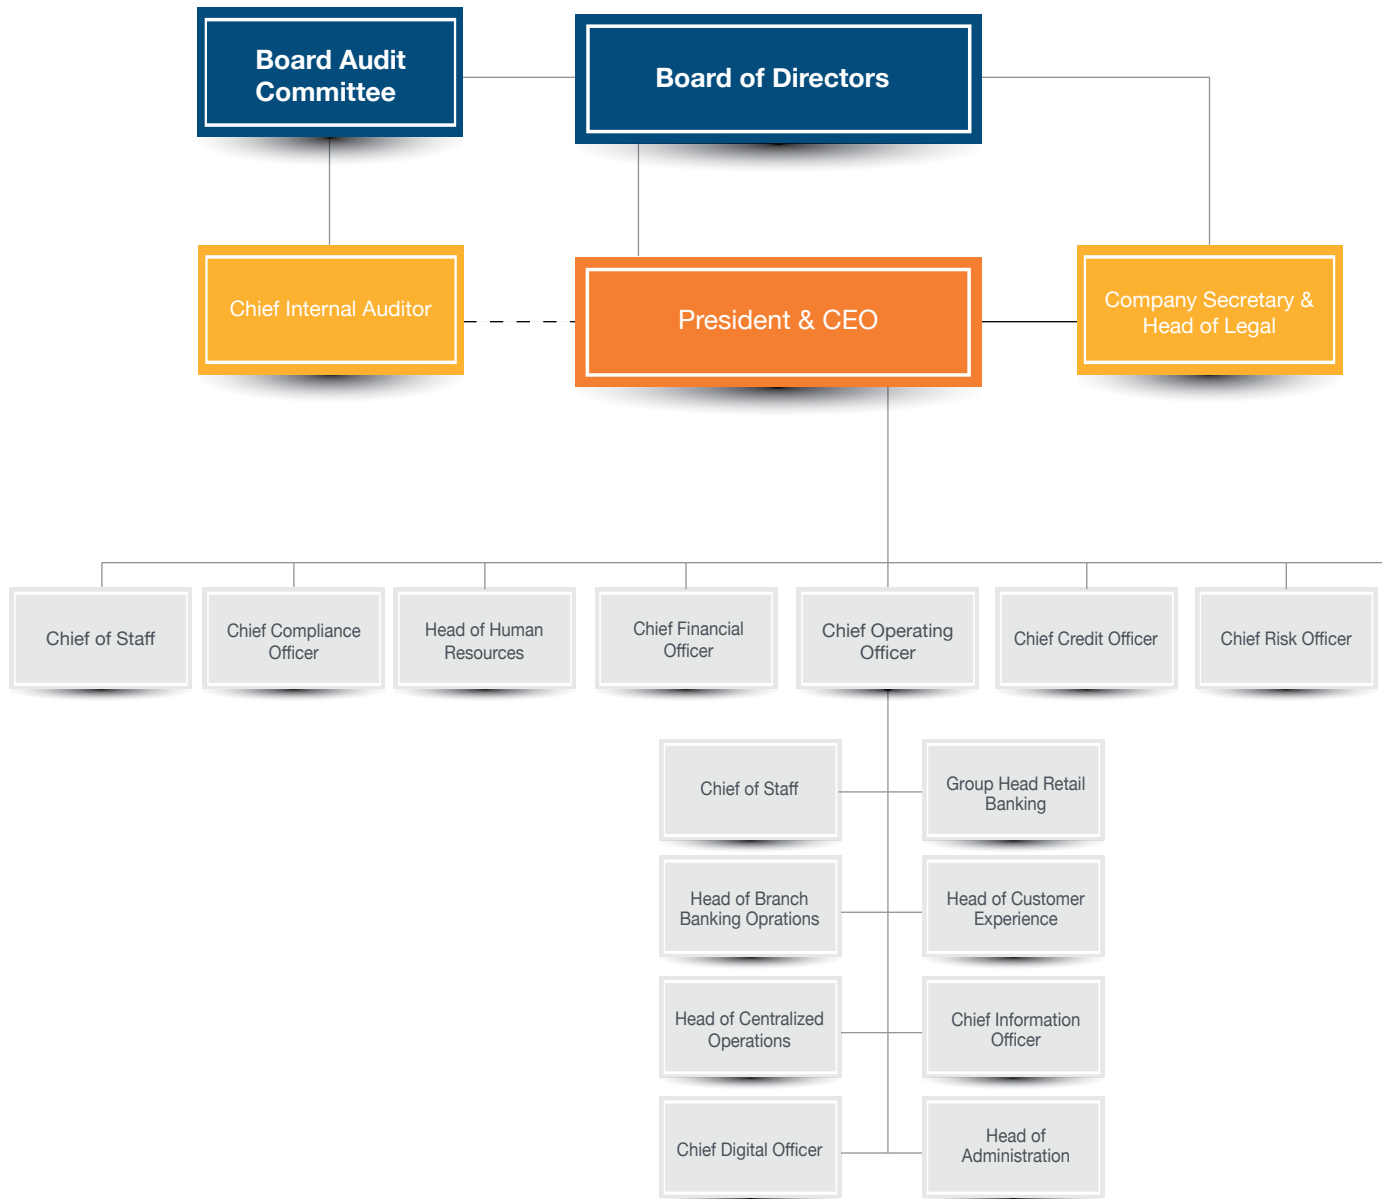 Board Audit
Committee
Board of Directors
Chief Internal Auditor
President & CEO
Company Secretary &
Head of Legal
Chief of Staff
Chief Compliance
Officer
Head of Human
Resources
Chief Financial
Officer
Chief Operating
Officer
Chief Credit Officer
Chief Risk Officer
Chief of Staff
Group Head Retail
Banking
Head of Branch
Banking Oprations
Head of Customer
Experience
Head of Centralized
Operations
Chief Information
Officer
Chief Digital Officer
Head of
Administration